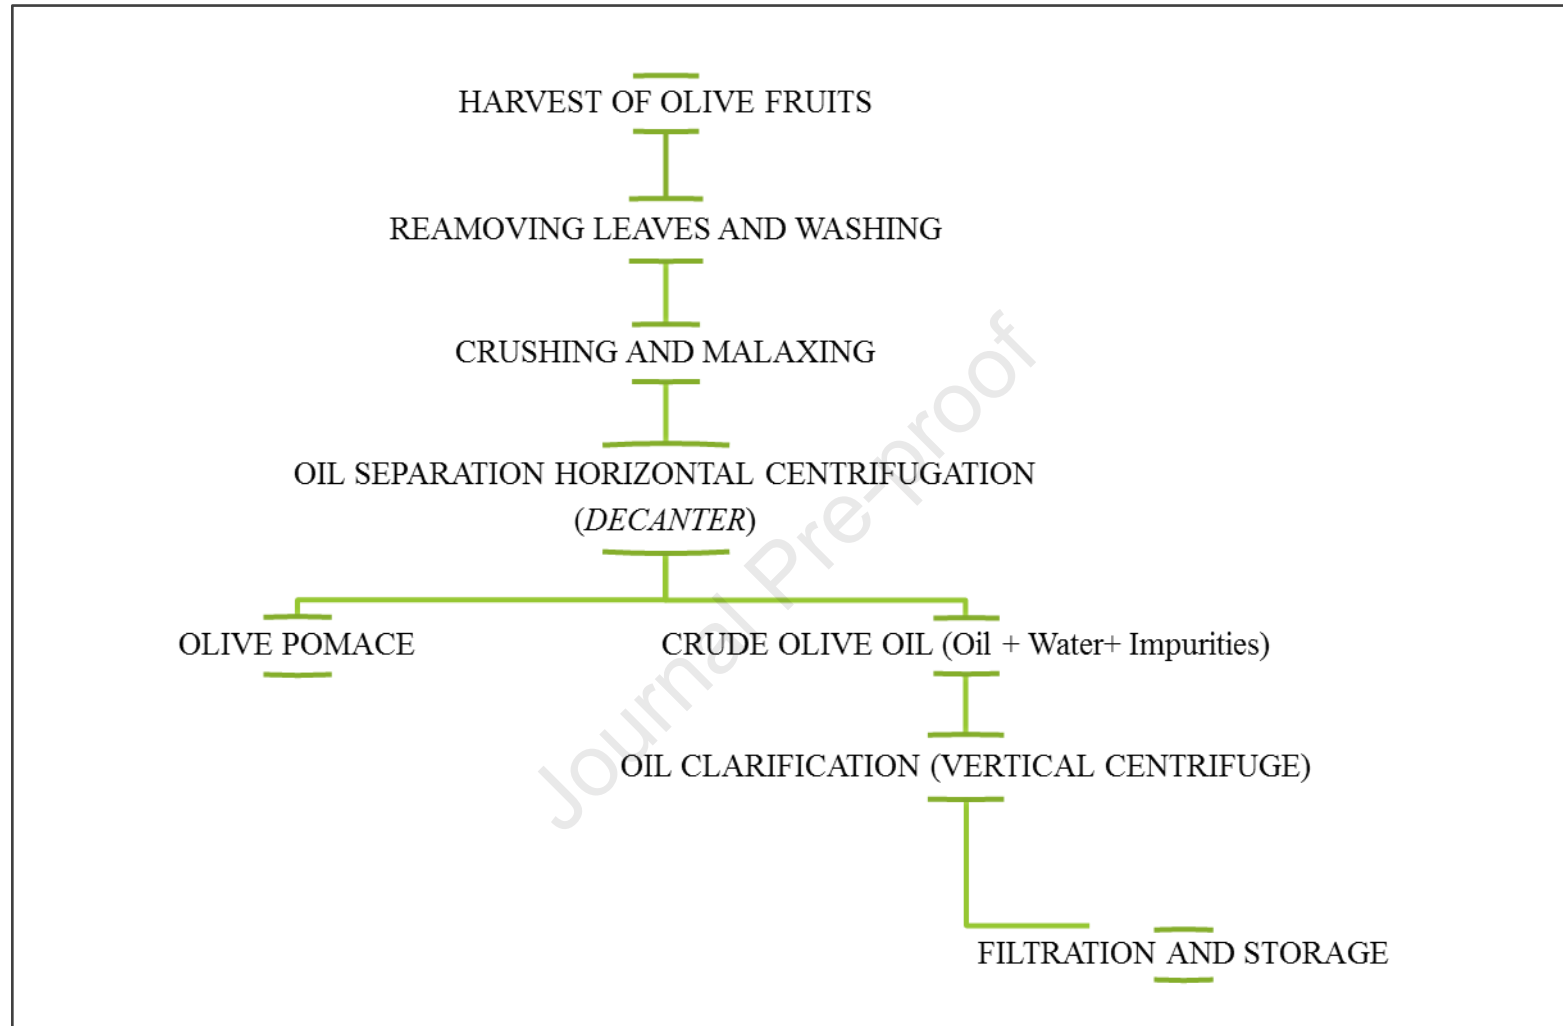 HARVEST OF OLIVE FRUITS
REAMOVING LEAVES AND WASHING
CRUSHING AND MALAXING
OIL SEPARATION HORIZONTAL CENTRIFUGATION
(DECANTER)
OLIVE POMACE
CRUDE OLIVE OIL (Oil + Water+ Impurities)
OIL CLARIFICATION (VERTICAL CENTRIFUGE)
FILTRATION AND STORAGE
Journal Pre-proof